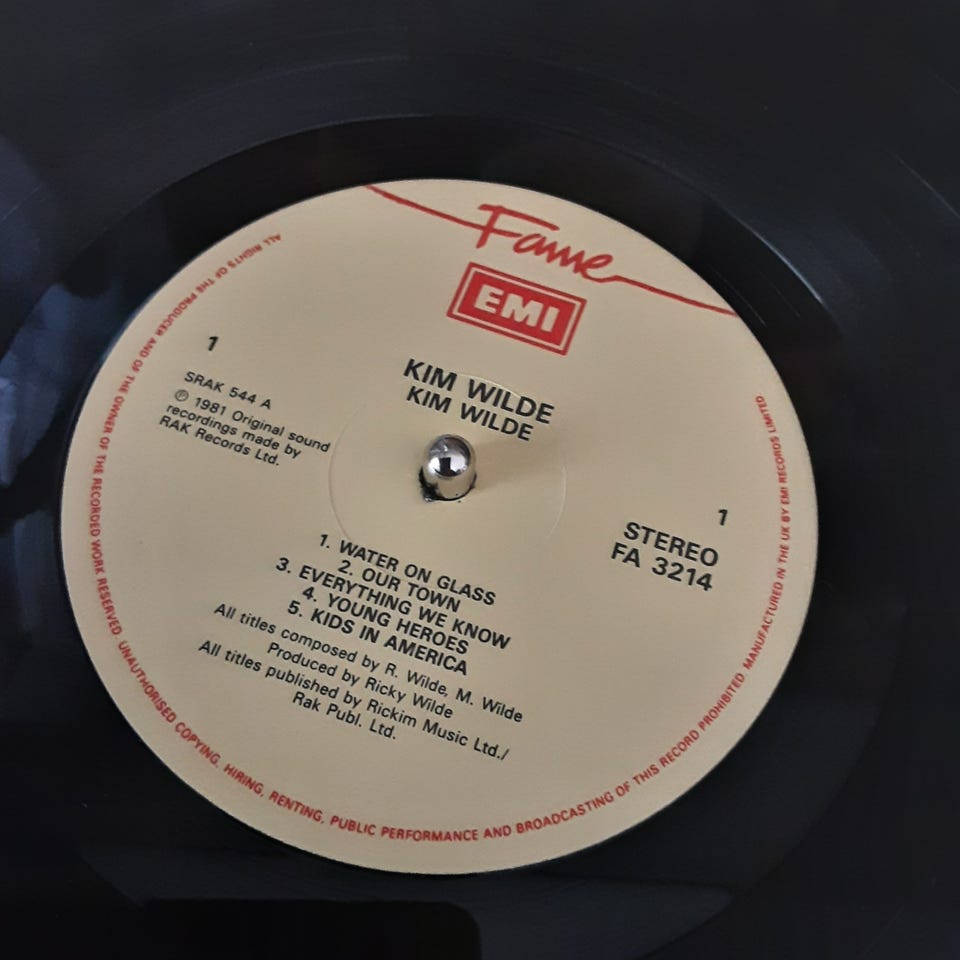 Fame
EMI
KIM WILDE
KIM WILDE
1
SRAK 544 A
℗ 1981 Original sound
recordings made by
RAK Records Ltd.
1
STEREO
FA 3214
1. WATER ON GLASS
2. OUR TOWN
3. EVERYTHING WE KNOW
4. YOUNG HEROES
5. KIDS IN AMERICA
All titles composed by R. Wilde, M. Wilde
Produced by Ricky Wilde
All titles published by Rickim Music Ltd./
Rak Publ. Ltd.
ALL RIGHTS OF THE PRODUCER AND OF THE OWNER OF THE RECORDED WORK RESERVED. UNAUTHORISED COPYING, HIRING, RENTING, PUBLIC PERFORMANCE AND BROADCASTING OF THIS RECORD PROHIBITED. MANUFACTURED IN THE UK BY EMI RECORDS LIMITED